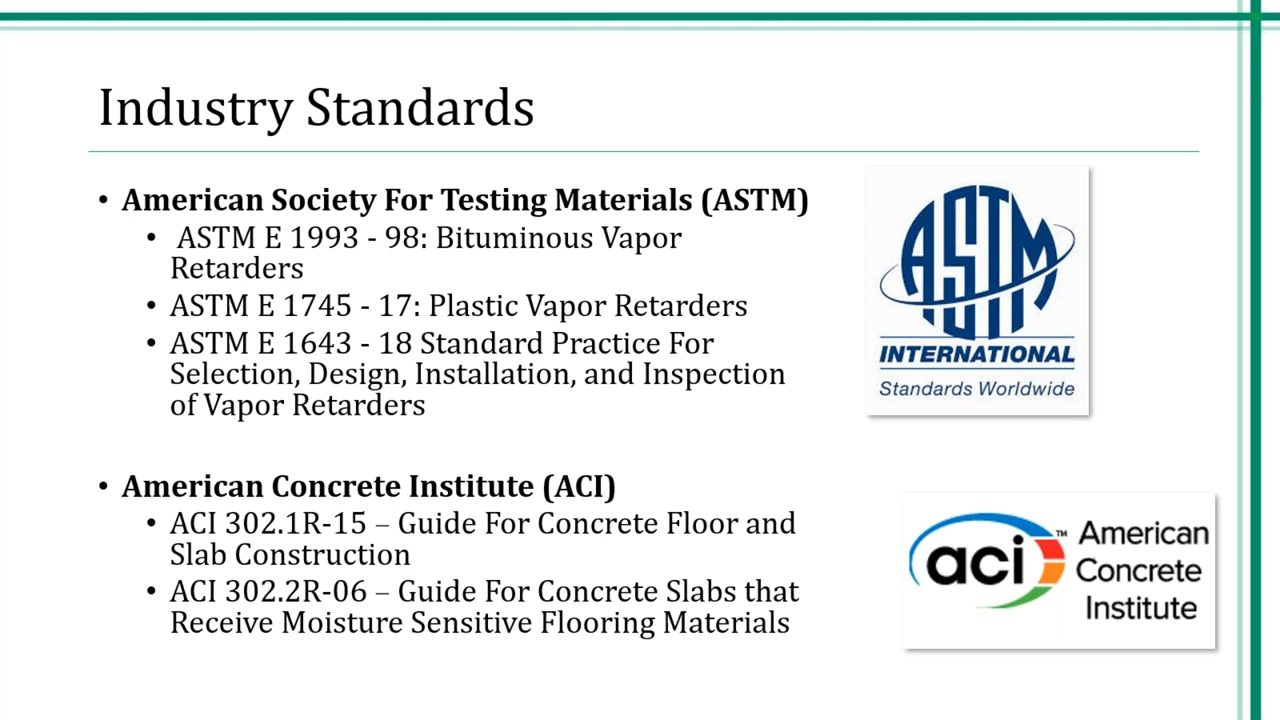 Industry Standards
• American Society For Testing Materials (ASTM)
• ASTM E 1993 - 98: Bituminous Vapor
Retarders
• ASTM E 1745 - 17: Plastic Vapor Retarders
• ASTM E 1643 - 18 Standard Practice For
Selection, Design, Installation, and Inspection
of Vapor Retarders
ASTM
INTERNATIONAL
Standards Worldwide
• American Concrete Institute (ACI)
• ACI 302.1R-15 – Guide For Concrete Floor and
Slab Construction
• ACI 302.2R-06 – Guide For Concrete Slabs that
Receive Moisture Sensitive Flooring Materials
aci™
American
Concrete
Institute